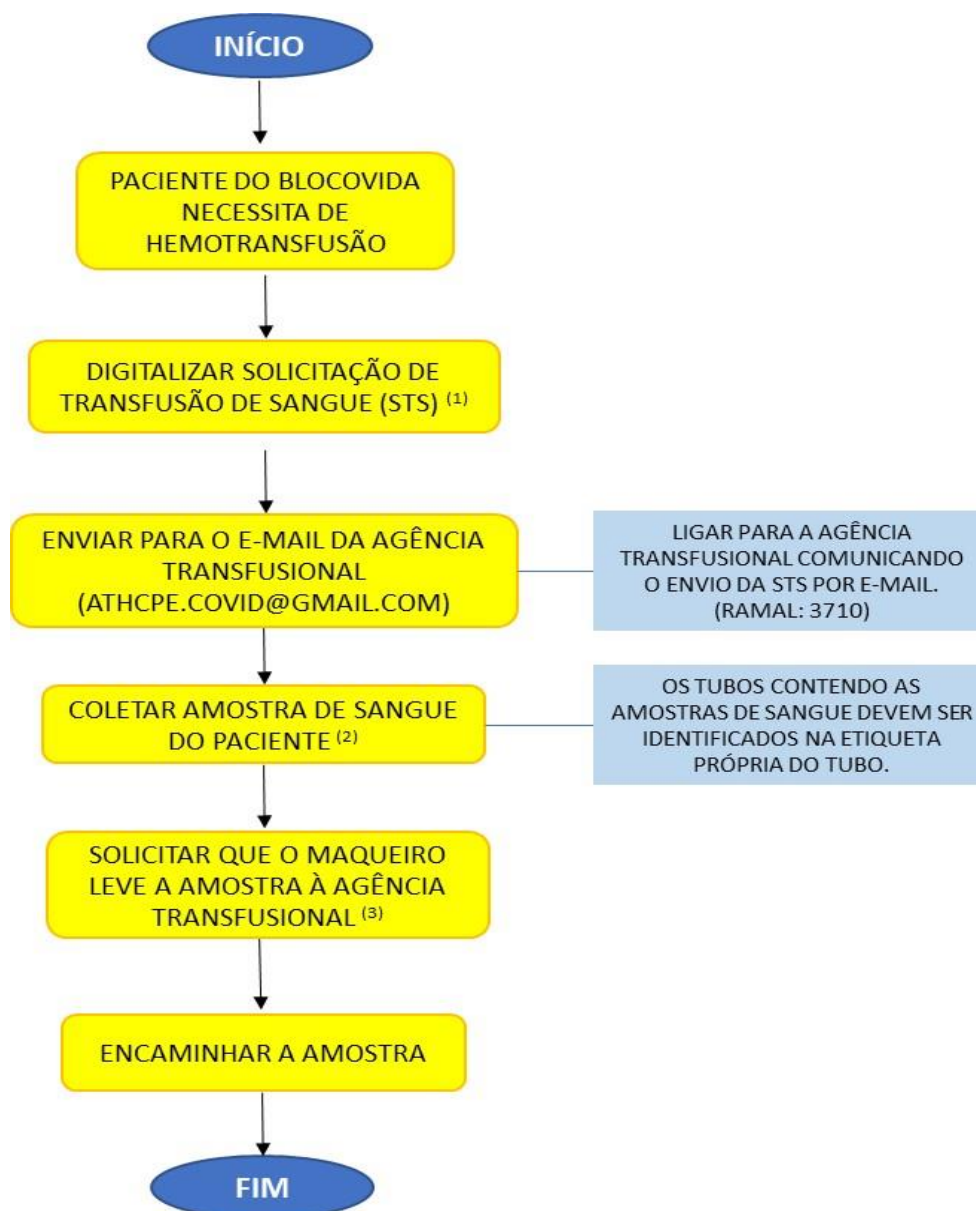 INÍCIO
PACIENTE DO BLOCOVIDA
NECESSITA DE
HEMOTRANSFUSÃO
DIGITALIZAR SOLICITAÇÃO DE
TRANSFUSÃO DE SANGUE (STS) (1)
ENVIAR PARA O E-MAIL DA AGÊNCIA
TRANSFUSIONAL
(ATHCPE.COVID@GMAIL.COM)
LIGAR PARA A AGÊNCIA
TRANSFUSIONAL COMUNICANDO
O ENVIO DA STS POR E-MAIL.
(RAMAL: 3710)
COLETAR AMOSTRA DE SANGUE
DO PACIENTE (2)
OS TUBOS CONTENDO AS
AMOSTRAS DE SANGUE DEVEM SER
IDENTIFICADOS NA ETIQUETA
PRÓPRIA DO TUBO.
SOLICITAR QUE O MAQUEIRO
LEVE A AMOSTRA À AGÊNCIA
TRANSFUSIONAL (3)
ENCAMINHAR A AMOSTRA
FIM